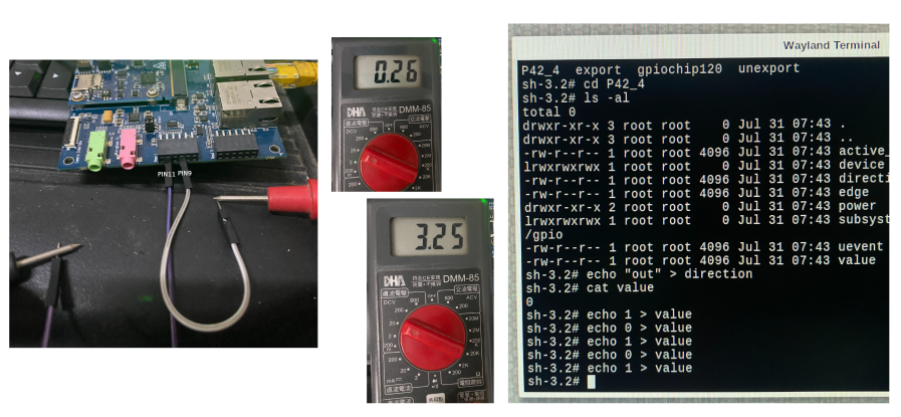 PIN11 PIN9
0.26
DHA DMM-85
3.25
DHA DMM-85
Wayland Terminal
P42_4 export gpiochip120 unexport
sh-3.2# cd P42_4
sh-3.2# ls -al
total 0
drwxr-xr-x 3 root root 0 Jul 31 07:43 .
drwxr-xr-x 3 root root 0 Jul 31 07:43 ..
-rw-r--r-- 1 root root 4096 Jul 31 07:43 active_
lrwxrwxrwx 1 root root 0 Jul 31 07:43 device
-rw-r--r-- 1 root root 4096 Jul 31 07:43 directi
-rw-r--r-- 1 root root 4096 Jul 31 07:43 edge
drwxr-xr-x 2 root root 0 Jul 31 07:43 power
lrwxrwxrwx 1 root root 0 Jul 31 07:43 subsyst
/gpio
-rw-r--r-- 1 root root 4096 Jul 31 07:43 uevent
-rw-r--r-- 1 root root 4096 Jul 31 07:43 value
sh-3.2# echo "out" > direction
sh-3.2# cat value
0
sh-3.2# echo 1 > value
sh-3.2# echo 0 > value
sh-3.2# echo 1 > value
sh-3.2# echo 0 > value
sh-3.2# echo 1 > value
sh-3.2#